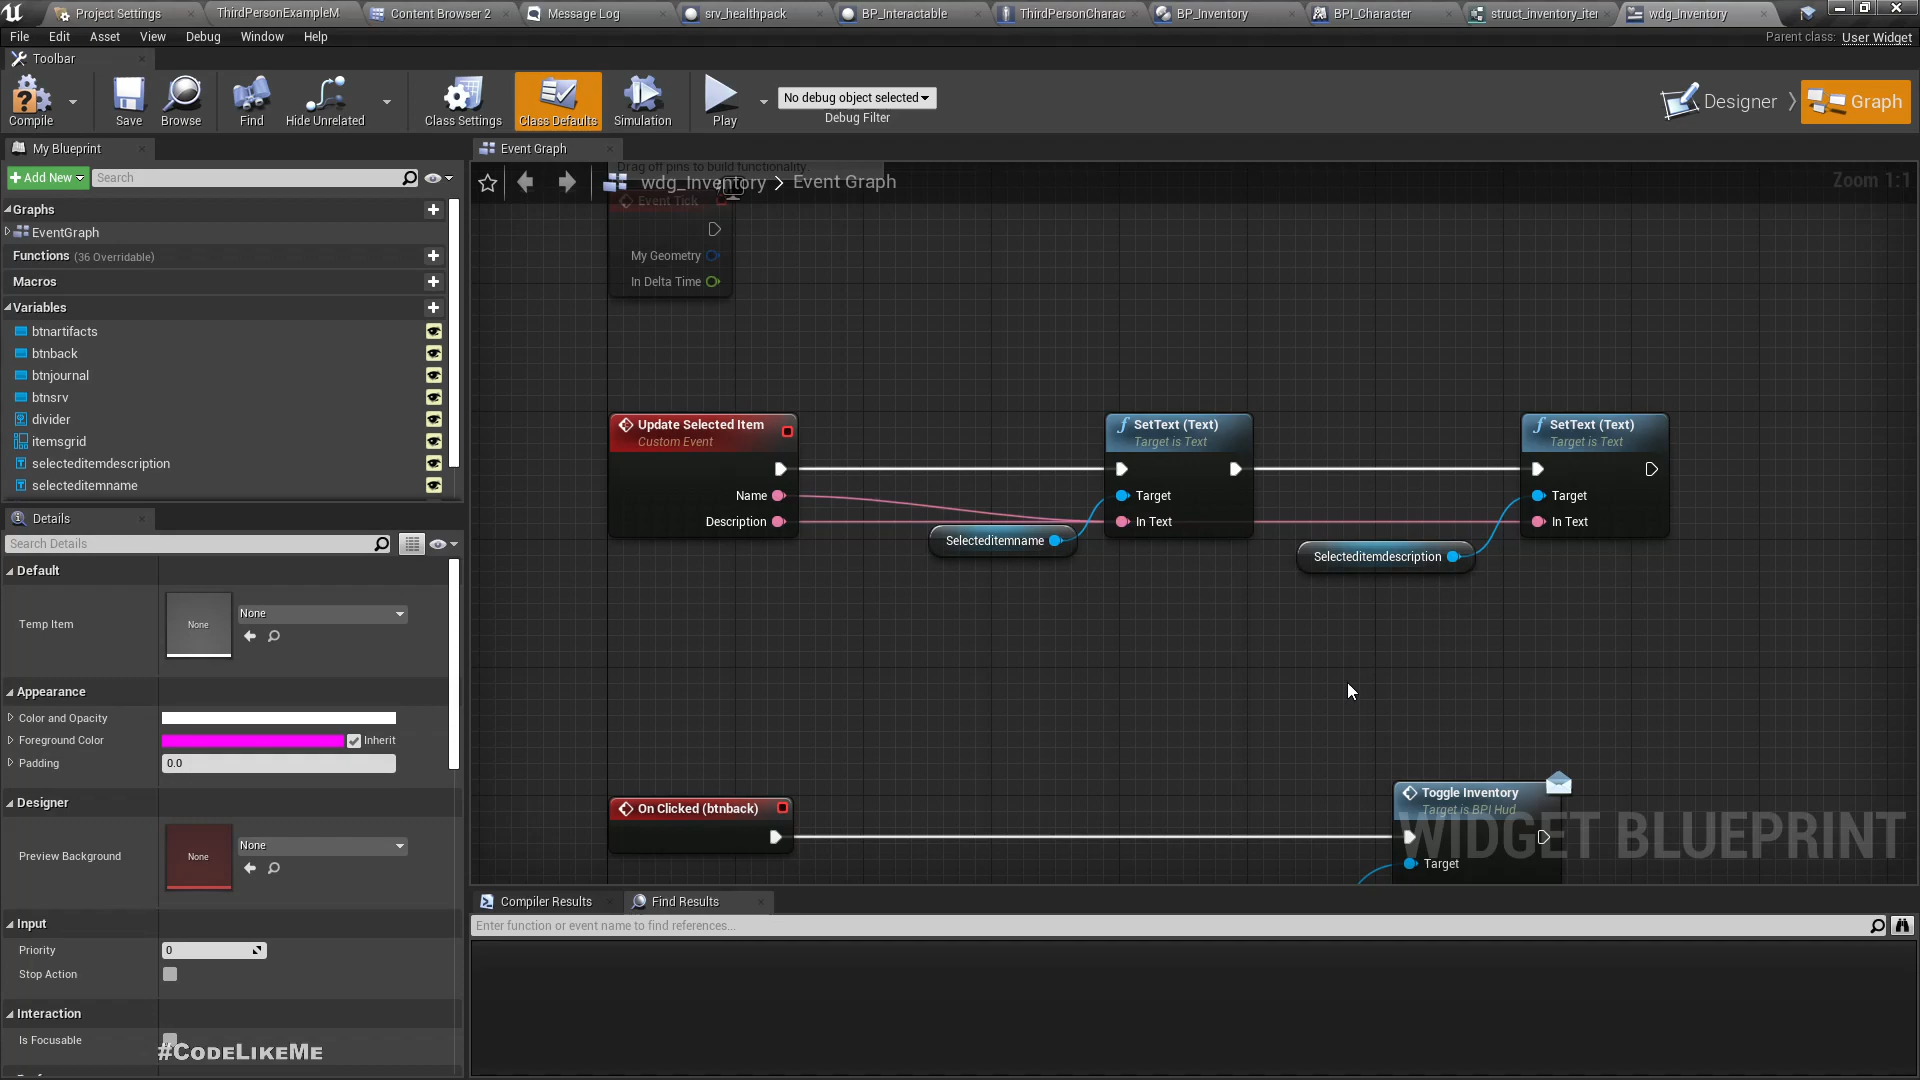 Project Settings
ThirdPersonExampleM
Content Browser 2
Message Log
srv_healthpack
BP_Interactable
ThirdPersonCharac
BP_Inventory
BPI_Character
struct_inventory_iter
wdg_Inventory
File Edit Asset View Debug Window Help
Parent class: User Widget
Toolbar
Compile
Save
Browse
Find
Hide Unrelated
Class Settings
Class Defaults
Simulation
Play
No debug object selected
Debug Filter
Designer
Graph
My Blueprint
Add New
Search
Graphs
EventGraph
Functions (36 Overridable)
Macros
Variables
btnartifacts
btnback
btnjournal
btnsrv
divider
itemsgrid
selecteditemdescription
selecteditemname
Details
Search Details
Default
Temp Item
None
None
Appearance
Color and Opacity
Foreground Color
Inherit
Padding
0.0
Designer
Preview Background
None
None
Input
Priority
0
Stop Action
Interaction
Is Focusable
#CodeLikeMe
Event Graph
Drag off pins to build functionality.
wdg_Inventory > Event Graph
Zoom 1:1
Event Tick
My Geometry
In Delta Time
Update Selected Item
Custom Event
Name
Description
Selecteditemname
SetText (Text)
Target is Text
Target
In Text
Selecteditemdescription
SetText (Text)
Target is Text
Target
In Text
On Clicked (btnback)
Toggle Inventory
Target is BPI Hud
Target
WIDGET BLUEPRINT
Compiler Results
Find Results
Enter function or event name to find references...